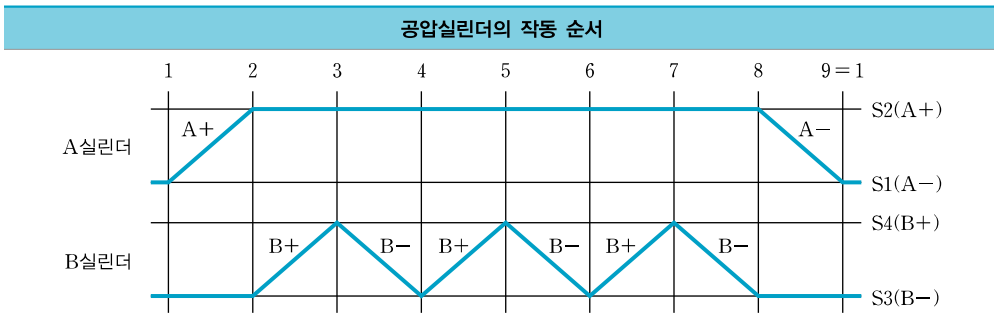 공압실린더의 작동 순서
1 2 3 4 5 6 7 8 9=1
A+ A− S2(A+)
A실린더
S1(A−)
S4(B+)
B+ B− B+ B− B+ B−
B실린더
S3(B−)